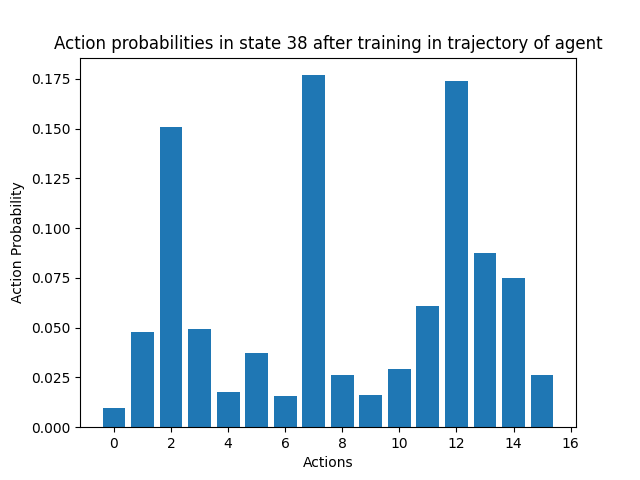 Action probabilities in state 38 after training in trajectory of agent
0.175
0.150
0.125
0.100
0.075
0.050
0.025
0.000
Action Probability
0 2 4 6 8 10 12 14 16
Actions